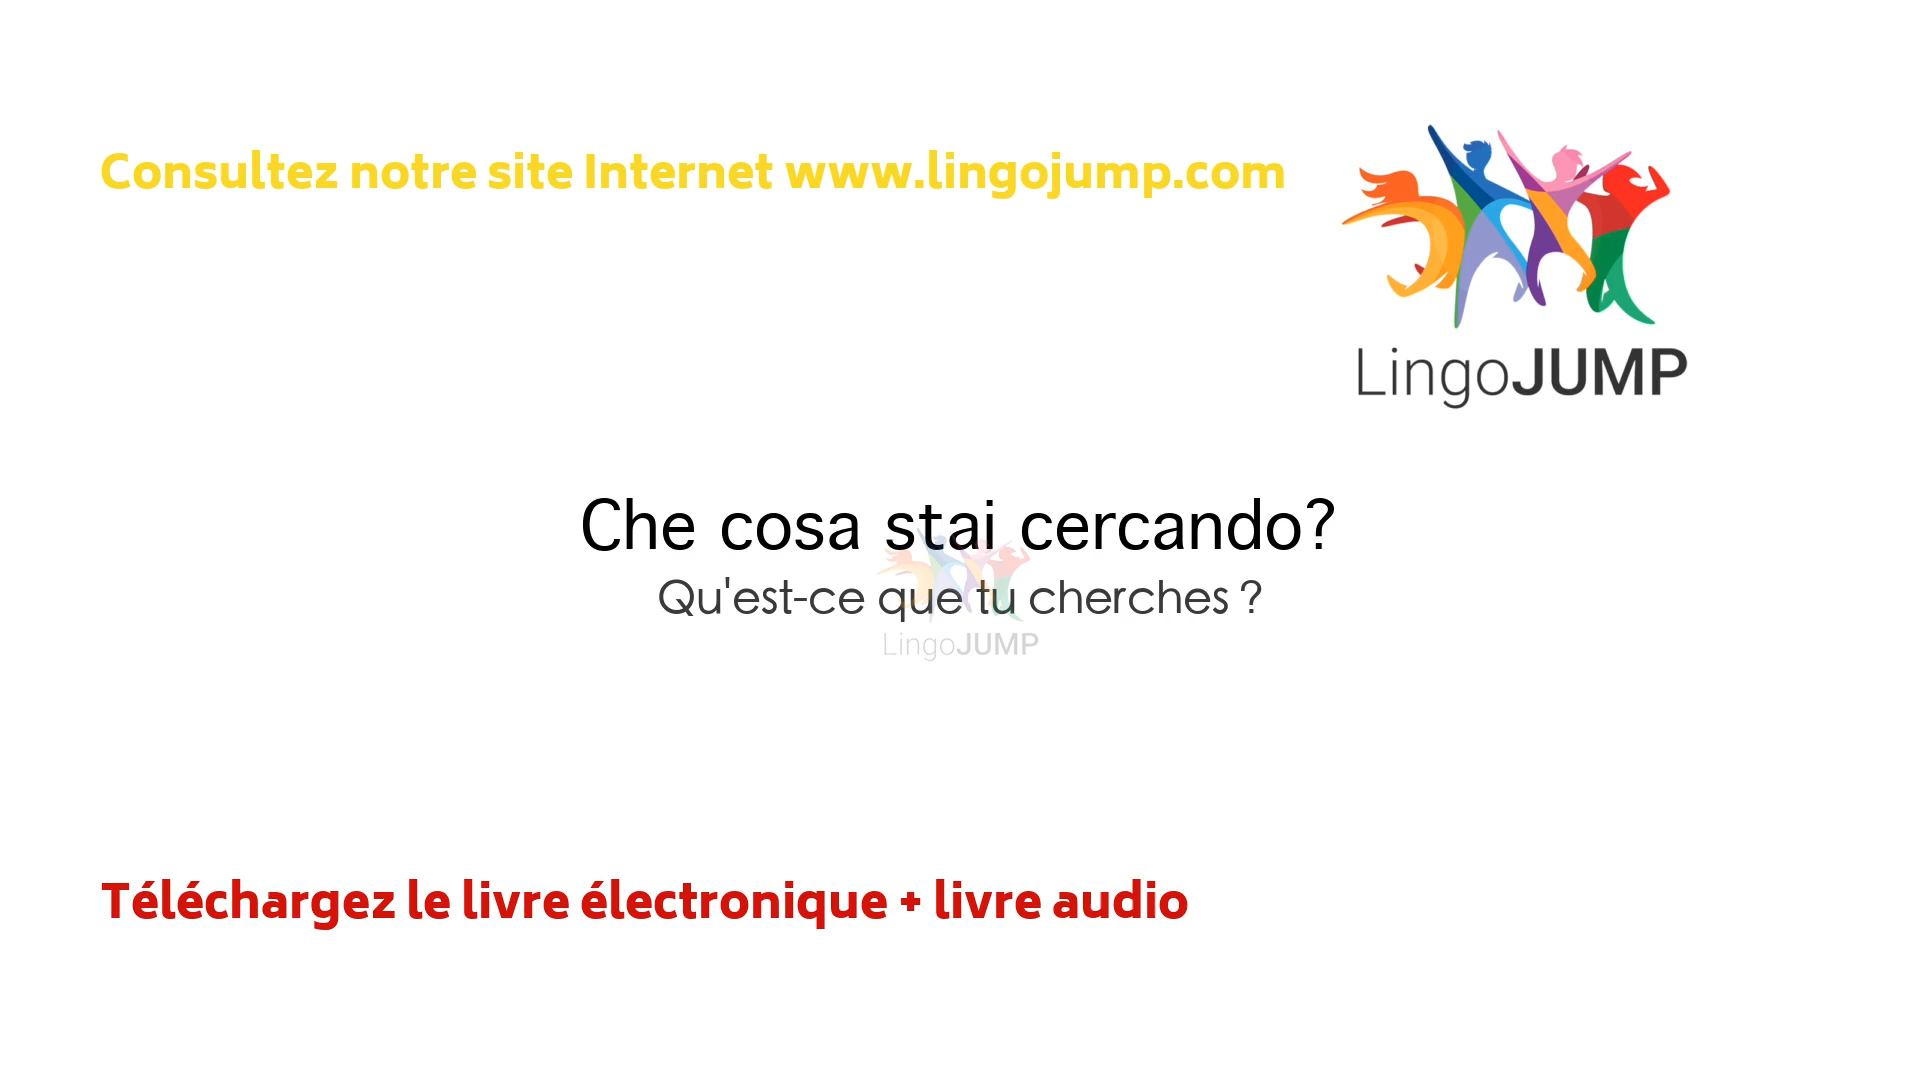 Consultez notre site Internet www.lingojump.com
LingoJUMP
Che cosa stai cercando?
Qu'est-ce que tu cherches ?
LingoJUMP
Téléchargez le livre électronique + livre audio